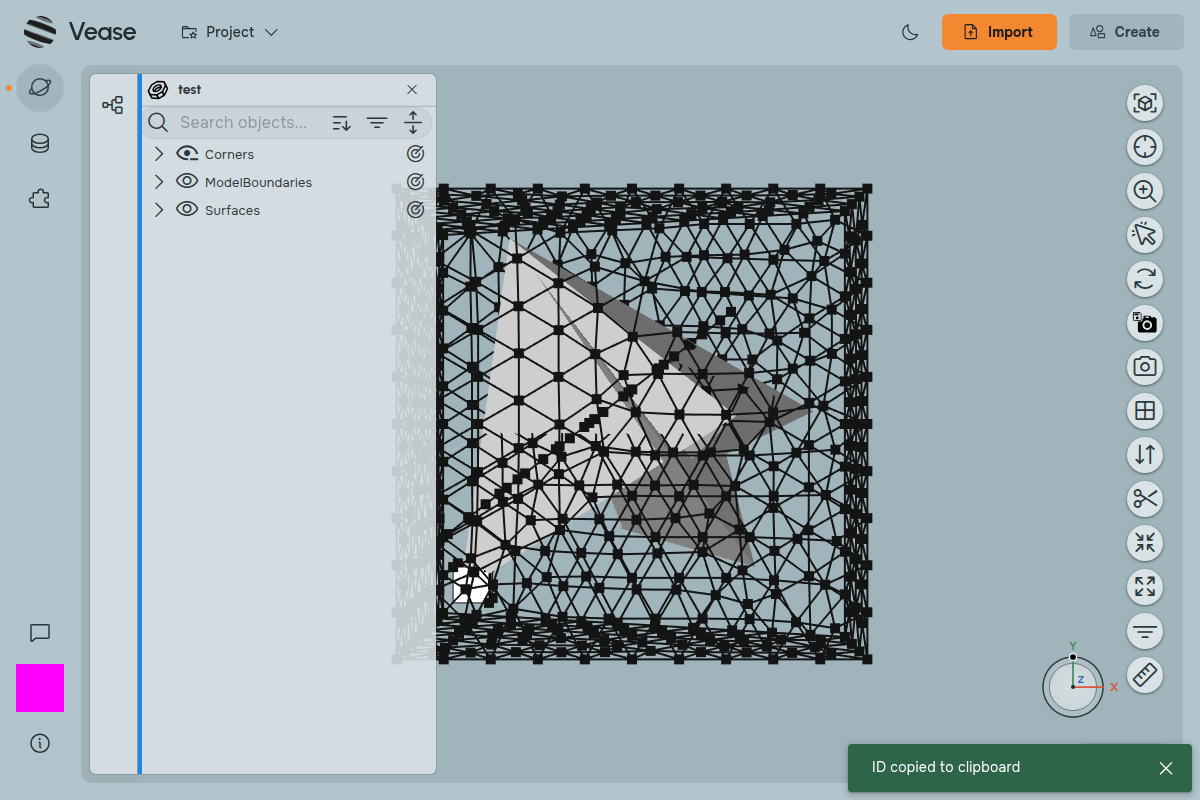 Vease
Project
Import
Create
test
Search objects...
Corners
ModelBoundaries
Surfaces
Y
Z
X
ID copied to clipboard